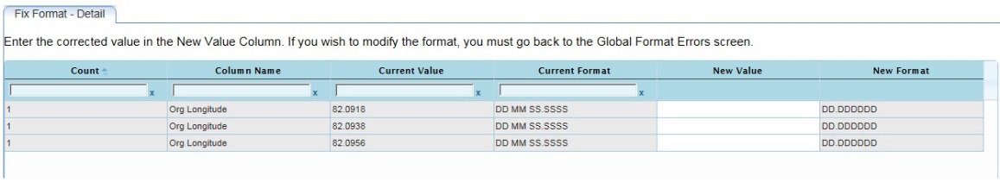 Fix Format - Detail
Enter the corrected value in the New Value Column. If you wish to modify the format, you must go back to the Global Format Errors screen.
Count Column Name Current Value Current Format New Value New Format
x x x x
1 Org Longitude 82.0918 DD MM SS.SSSS DD.DDDDDD
1 Org Longitude 82.0938 DD MM SS.SSSS DD.DDDDDD
1 Org Longitude 82.0956 DD MM SS.SSSS DD.DDDDDD